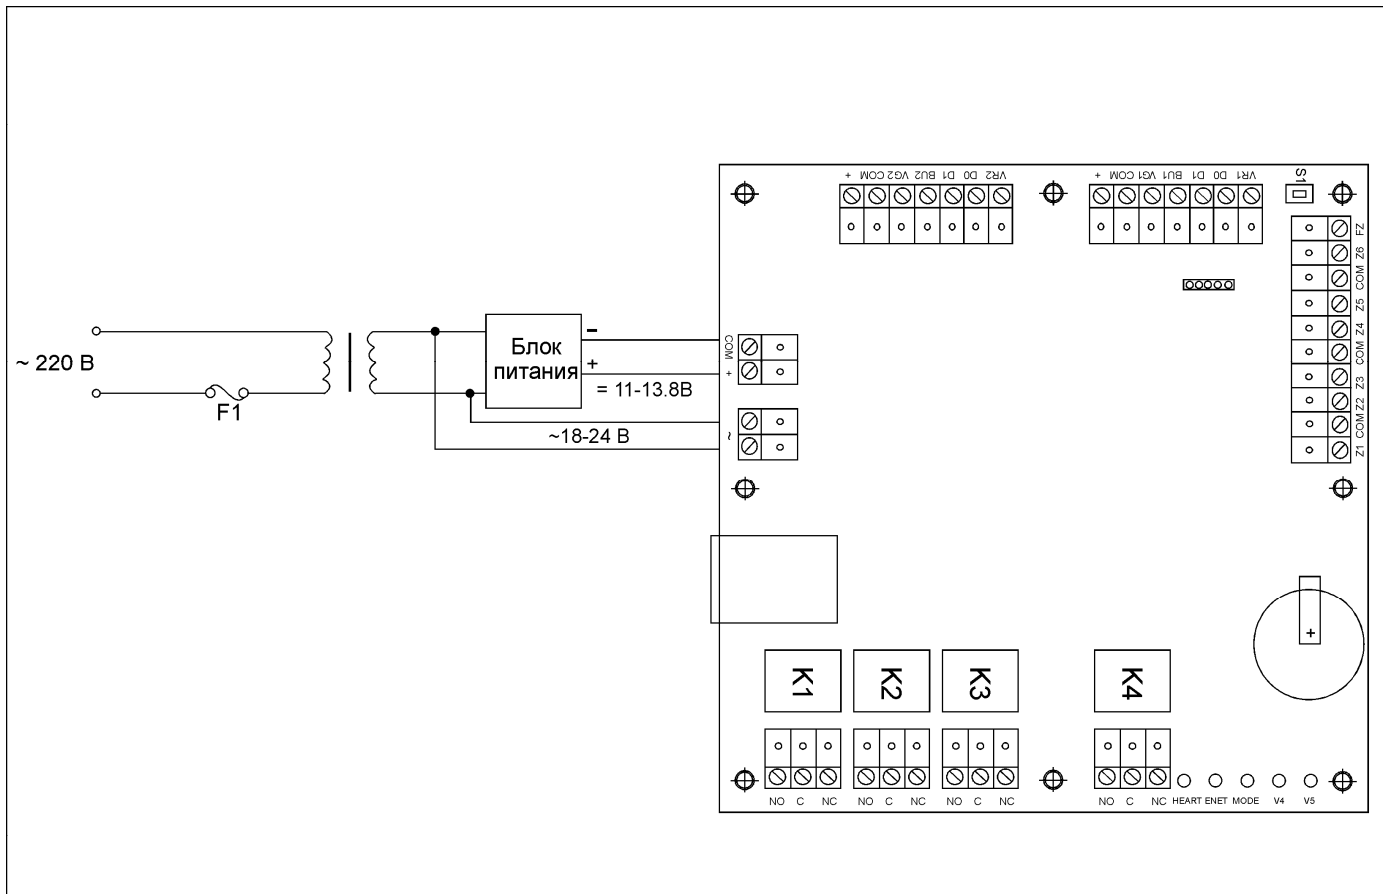 + COM VG2 BU2 D1 D0 VR2
+ COM VG1 BU1 D1 D0 VR1
S1
FZ
Z6
COM
Z5
Z4
COM
Z3
Z2
COM
Z1
~ 220 В
F1
Блок
питания
−
+
= 11-13.8В
~18-24 В
COM
+
~
+
K1
K2
K3
K4
NO C NC
NO C NC
NO C NC
NO C NC
HEART ENET MODE V4 V5